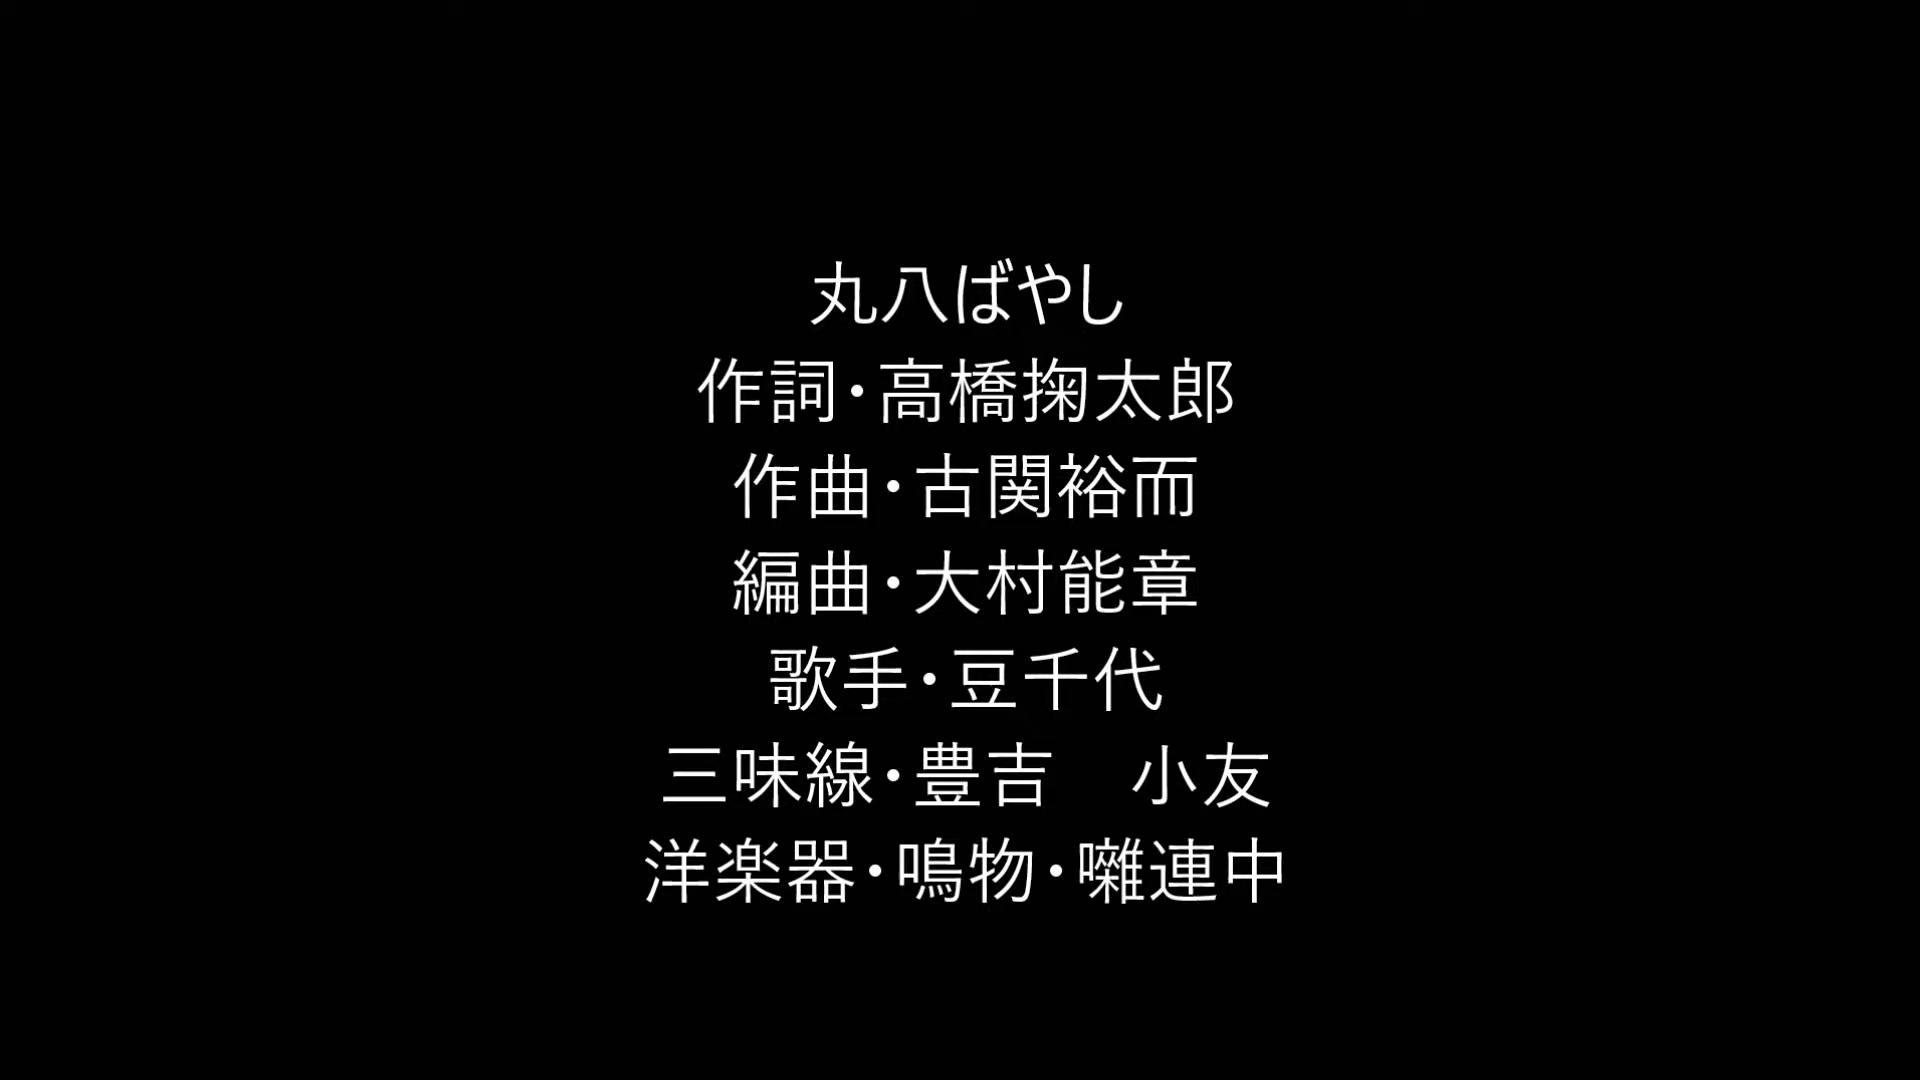 丸八ばやし
作詞・高橋掬太郎
作曲・古関裕而
編曲・大村能章
歌手・豆千代
三味線・豊吉　小友
洋楽器・鳴物・囃連中